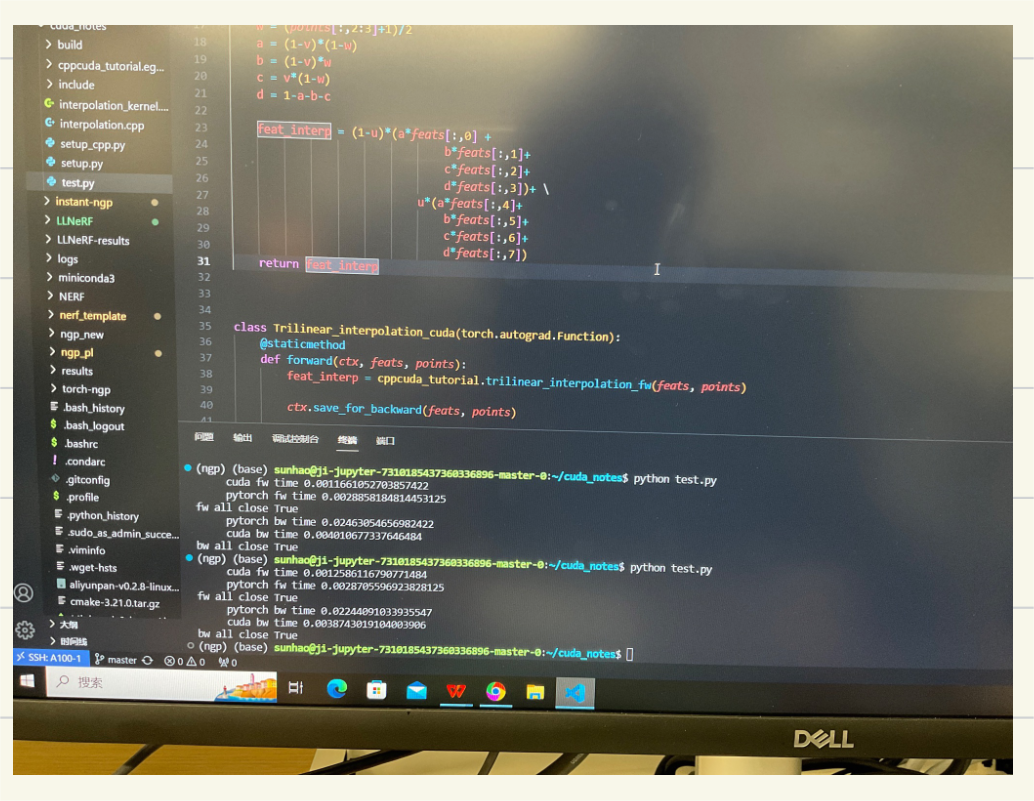 cuda_notes
build
cppcuda_tutorial.eg...
include
interpolation_kernel....
interpolation.cpp
setup_cpp.py
setup.py
test.py
instant-ngp
LLNeRF
LLNeRF-results
logs
miniconda3
NERF
nerf_template
ngp_new
ngp_pl
results
torch-ngp
.bash_history
.bash_logout
.bashrc
.condarc
.gitconfig
.profile
.python_history
.sudo_as_admin_succe...
.viminfo
.wget-hsts
aliyunpan-v0.2.8-linux...
cmake-3.21.0.tar.gz
大纲
时间线
w = (points[:,2:3]+1)/2
18 a = (1-v)*(1-w)
19 b = (1-v)*w
20 c = v*(1-w)
21 d = 1-a-b-c
22
23 feat_interp = (1-u)*(a*feats[:,0] +
24 b*feats[:,1]+
25 c*feats[:,2]+
26 d*feats[:,3])+ \
27 u*(a*feats[:,4]+
28 b*feats[:,5]+
29 c*feats[:,6]+
30 d*feats[:,7])
31 return feat_interp
32
33
34
35 class Trilinear_interpolation_cuda(torch.autograd.Function):
36 @staticmethod
37 def forward(ctx, feats, points):
38 feat_interp = cppcuda_tutorial.trilinear_interpolation_fw(feats, points)
39
40 ctx.save_for_backward(feats, points)
41
问题 输出 调试控制台 终端 端口
(ngp) (base) sunhao@ji-jupyter-7310185437360336896-master-0:~/cuda_notes$ python test.py
cuda fw time 0.0011661052703857422
pytorch fw time 0.0028858184814453125
fw all close True
pytorch bw time 0.02463054656982422
cuda bw time 0.004010677337646484
bw all close True
(ngp) (base) sunhao@ji-jupyter-7310185437360336896-master-0:~/cuda_notes$ python test.py
cuda fw time 0.0012586116790771484
pytorch fw time 0.0028705596923828125
fw all close True
pytorch bw time 0.02244091033935547
cuda bw time 0.0038743019104003906
bw all close True
(ngp) (base) sunhao@ji-jupyter-7310185437360336896-master-0:~/cuda_notes$
SSH: A100-1 master 0 0 0
搜索
DELL